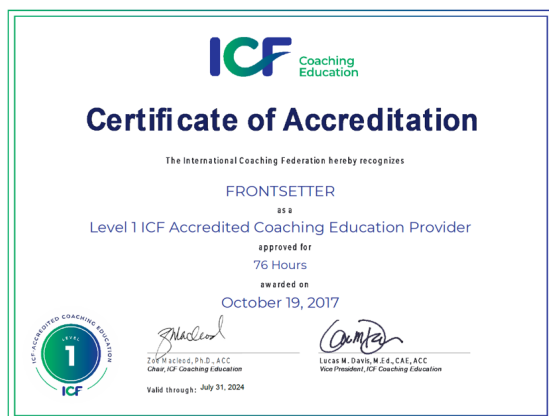 ICF Coaching
Education
Certificate of Accreditation
The International Coaching Federation hereby recognizes
FRONTSETTER
as a
Level 1 ICF Accredited Coaching Education Provider
approved for
76 Hours
awarded on
October 19, 2017
ICF-ACCREDITED COACHING EDUCATION
LEVEL
1
ICF
Zoë Macleod, Ph.D., ACC
Chair, ICF Coaching Education
Lucas M. Davis, M.Ed., CAE, ACC
Vice President, ICF Coaching Education
Valid through: July 31, 2024